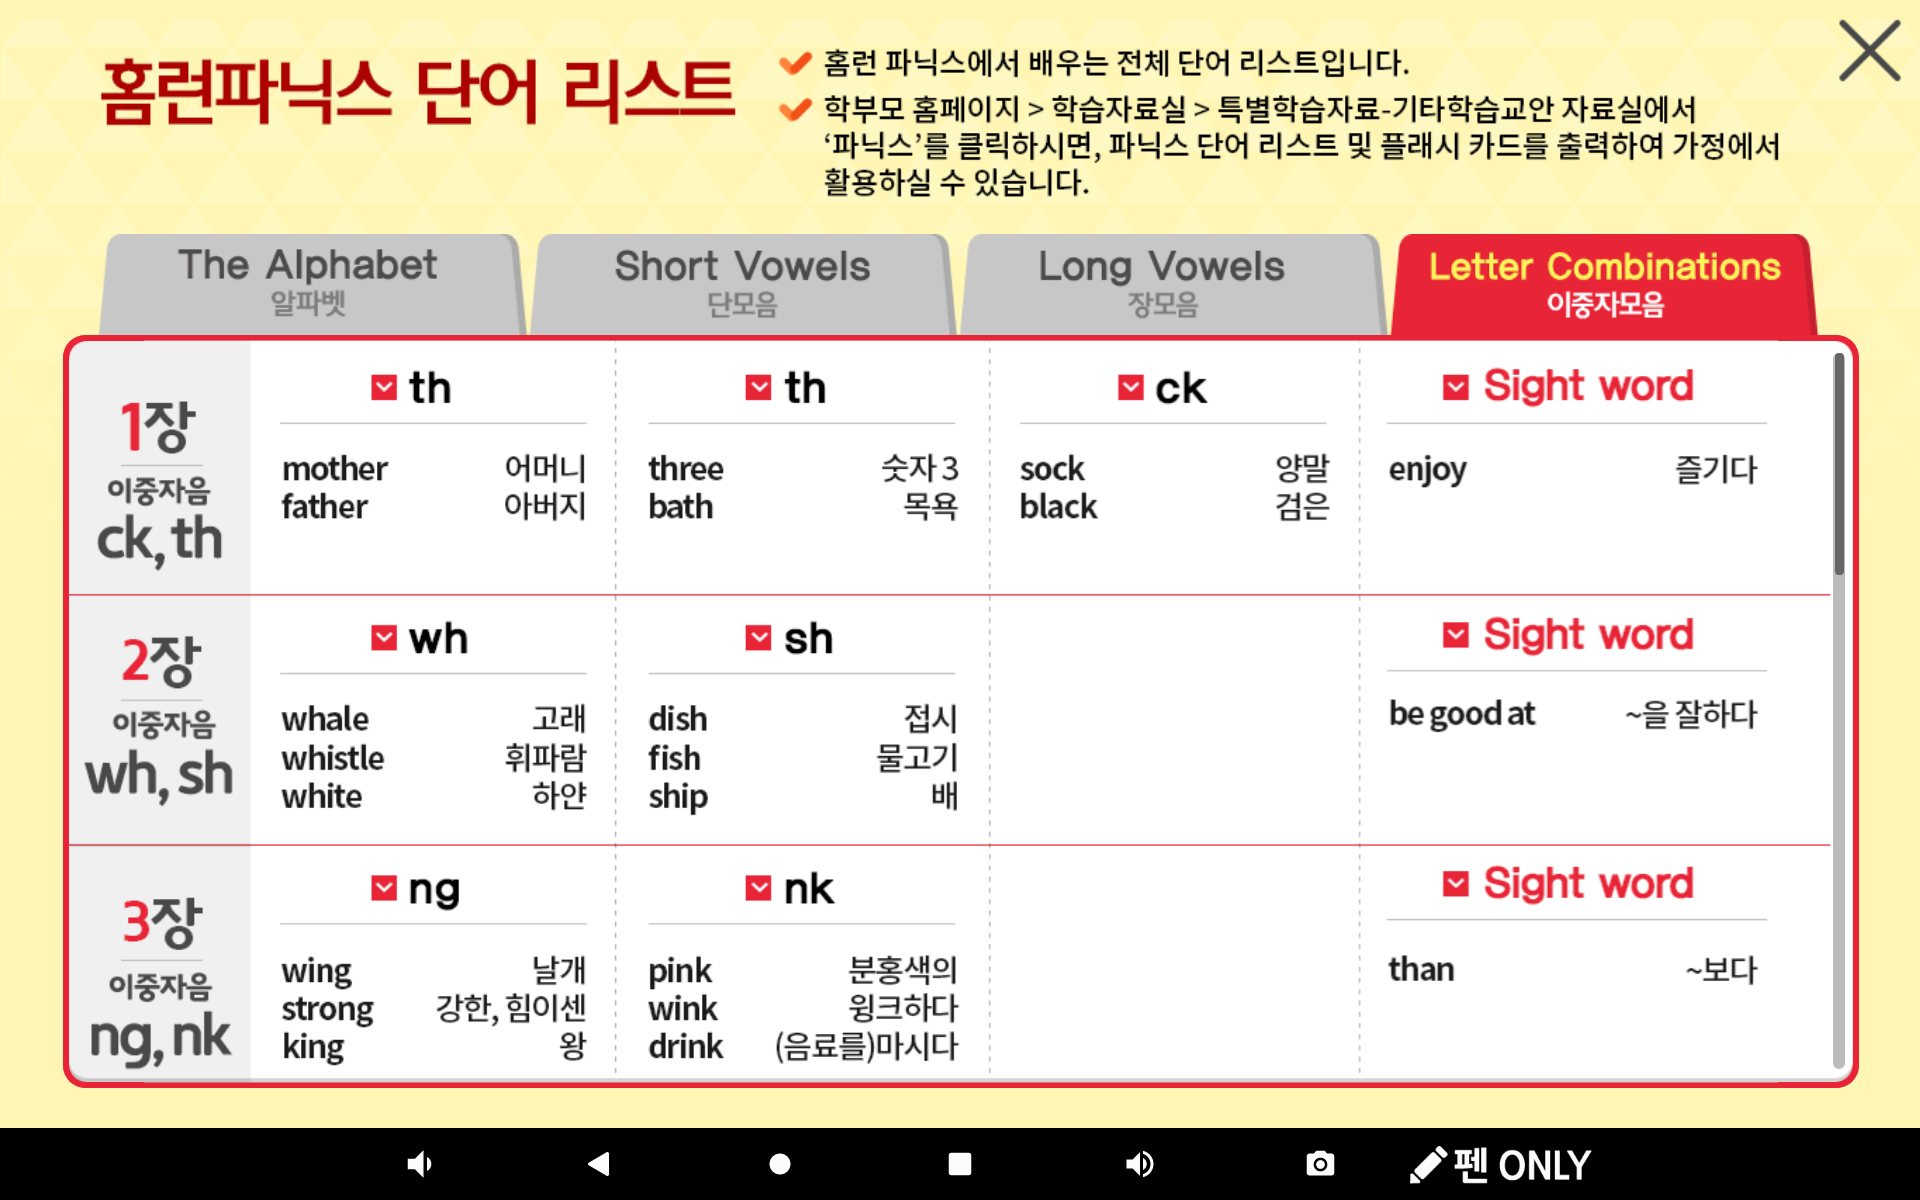 홈런파닉스 단어 리스트
홈런 파닉스에서 배우는 전체 단어 리스트입니다.
학부모 홈페이지 > 학습자료실 > 특별학습자료-기타학습교안 자료실에서
‘파닉스’를 클릭하시면, 파닉스 단어 리스트 및 플래시 카드를 출력하여 가정에서
활용하실 수 있습니다.
The Alphabet
알파벳
Short Vowels
단모음
Long Vowels
장모음
Letter Combinations
이중자모음
1장
이중자음
ck, th
th
mother 어머니
father 아버지
th
three 숫자 3
bath 목욕
ck
sock 양말
black 검은
Sight word
enjoy 즐기다
2장
이중자음
wh, sh
wh
whale 고래
whistle 휘파람
white 하얀
sh
dish 접시
fish 물고기
ship 배
Sight word
be good at ~을 잘하다
3장
이중자음
ng, nk
ng
wing 날개
strong 강한, 힘이센
king 왕
nk
pink 분홍색의
wink 윙크하다
drink (음료를)마시다
Sight word
than ~보다
펜 ONLY